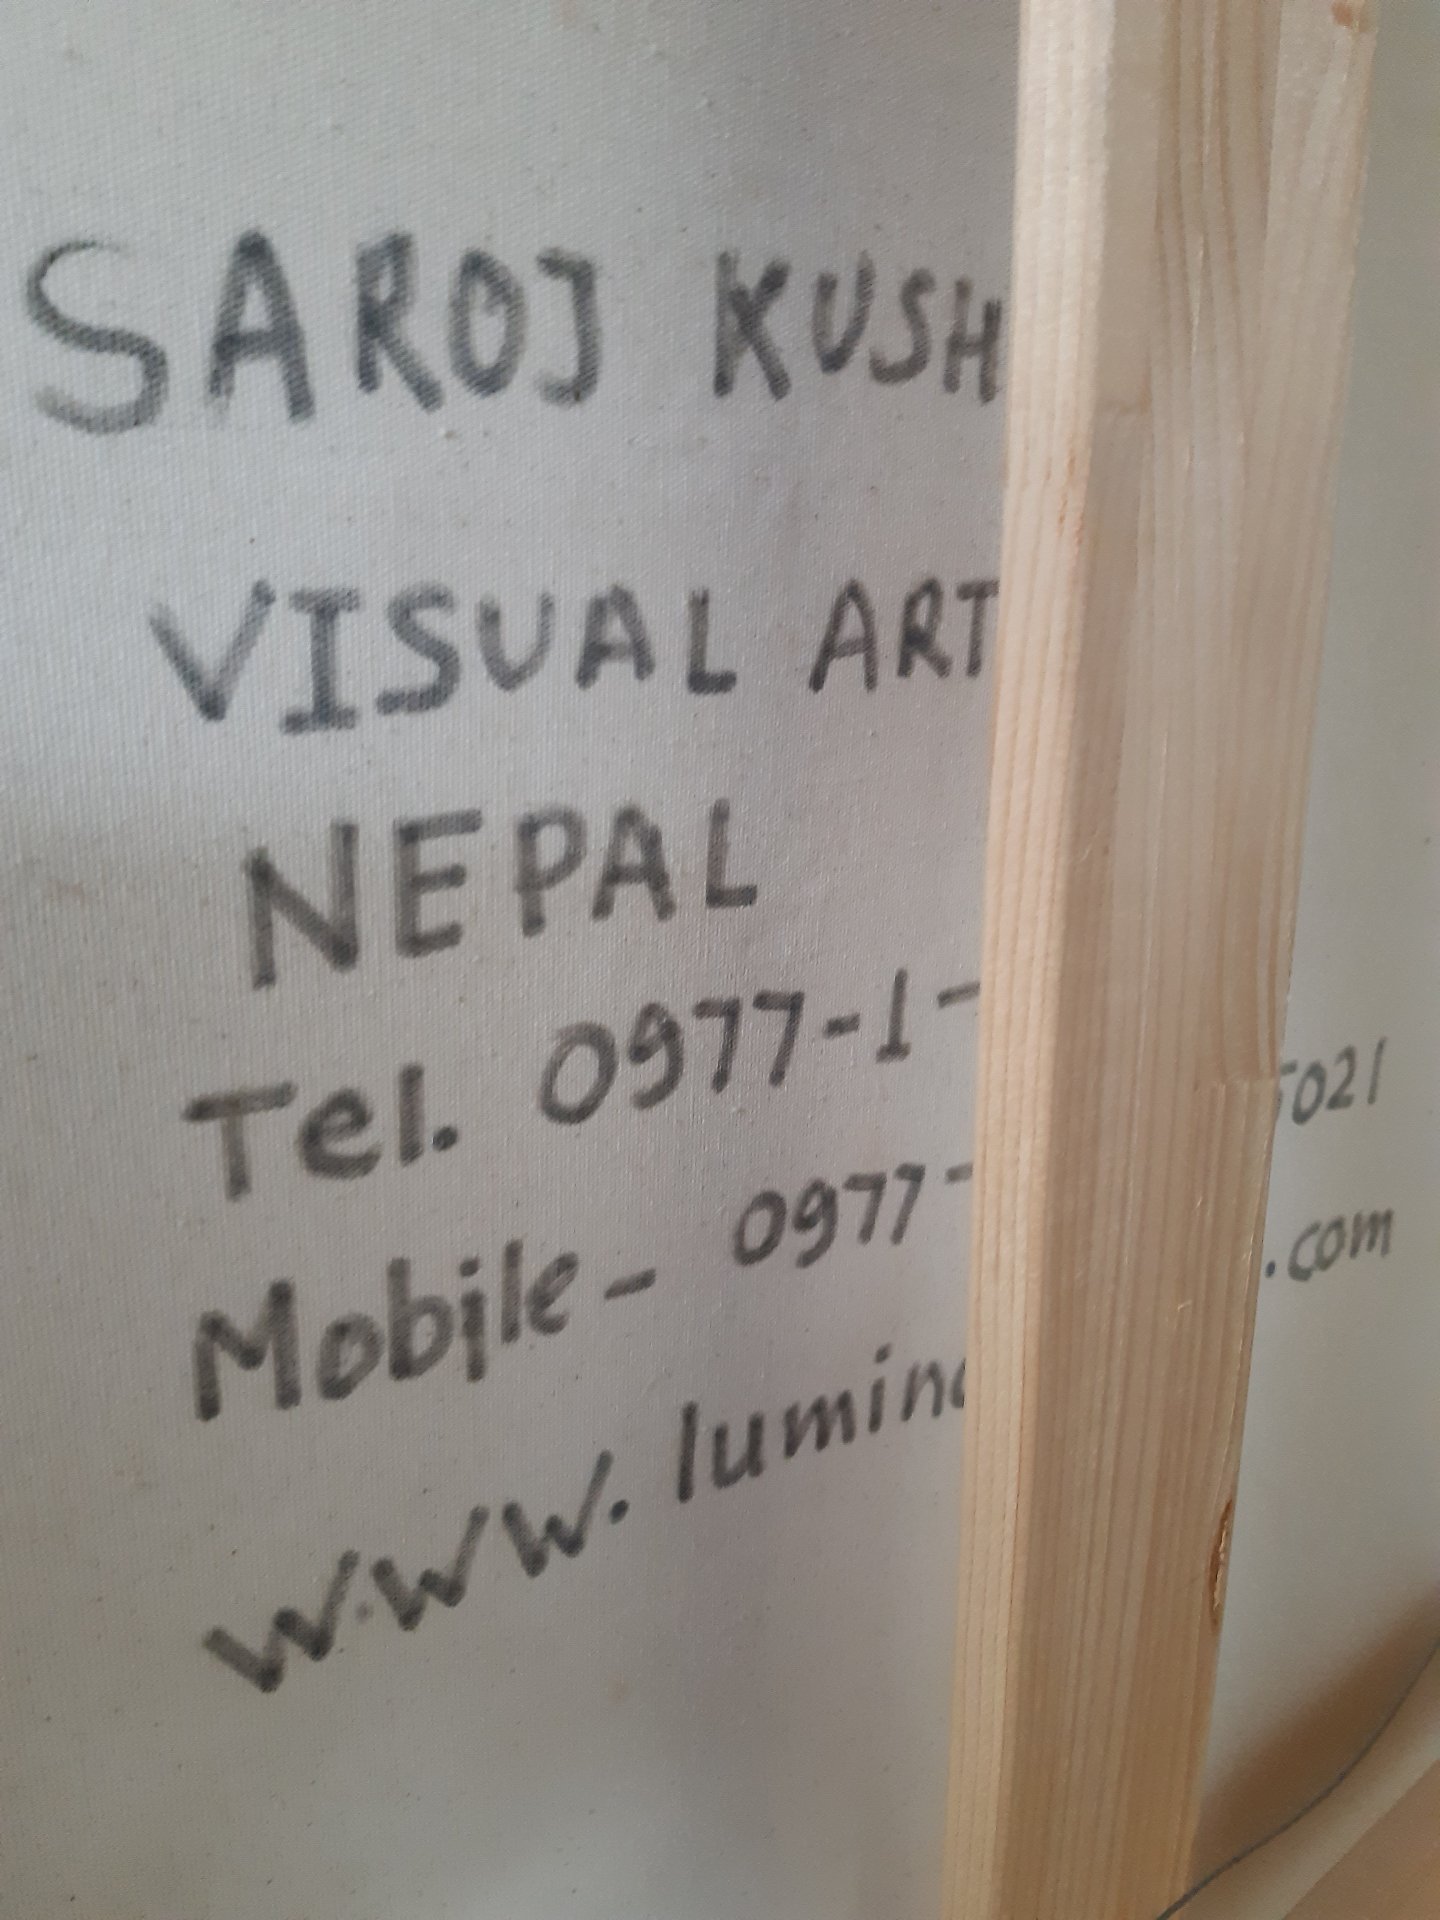 SAROJ KUSH
VISUAL ART
NEPAL
Tel. 0977-1-
Mobile- 0977- 5021
www.lumin .com